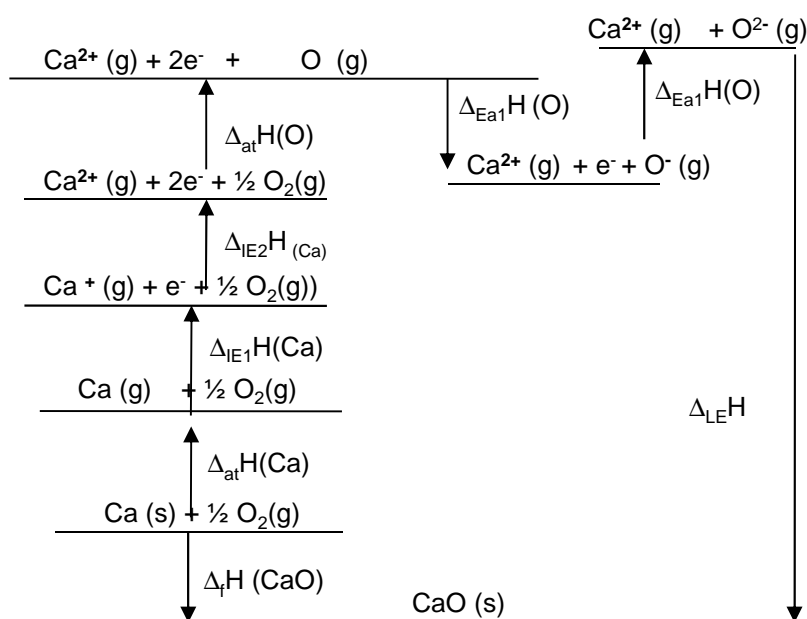 Ca²⁺ (g) + O²⁻ (g)
Ca²⁺ (g) + 2e⁻ + O (g)
Δ_Ea1H (O)
Δ_Ea1H(O)
Δ_atH(O)
Ca²⁺ (g) + e⁻ + O⁻ (g)
Ca²⁺ (g) + 2e⁻ + ½ O₂(g)
Δ_IE2H (Ca)
Ca ⁺ (g) + e⁻ + ½ O₂(g))
Δ_IE1H(Ca)
Ca (g) + ½ O₂(g)
Δ_LEH
Δ_atH(Ca)
Ca (s) + ½ O₂(g)
Δ_fH (CaO)
CaO (s)